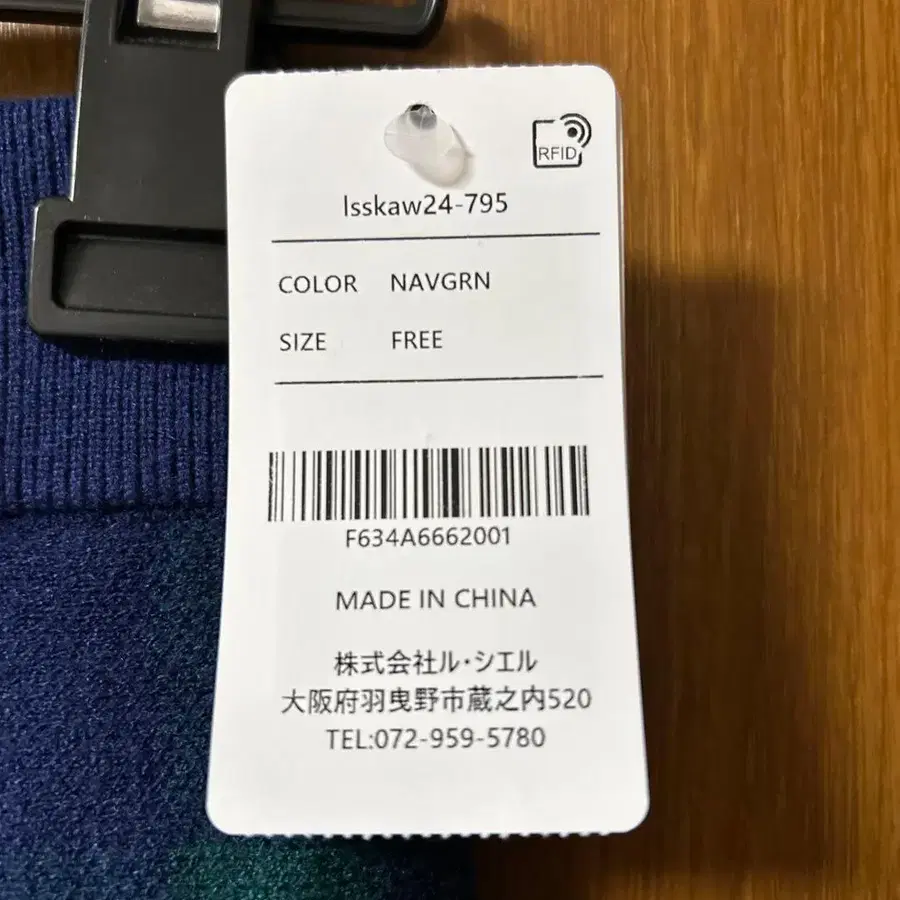 RFID
lsskaw24-795
COLOR NAVGRN
SIZE FREE
F634A6662001
MADE IN CHINA
株式会社ル・シエル
大阪府羽曳野市蔵之内520
TEL:072-959-5780